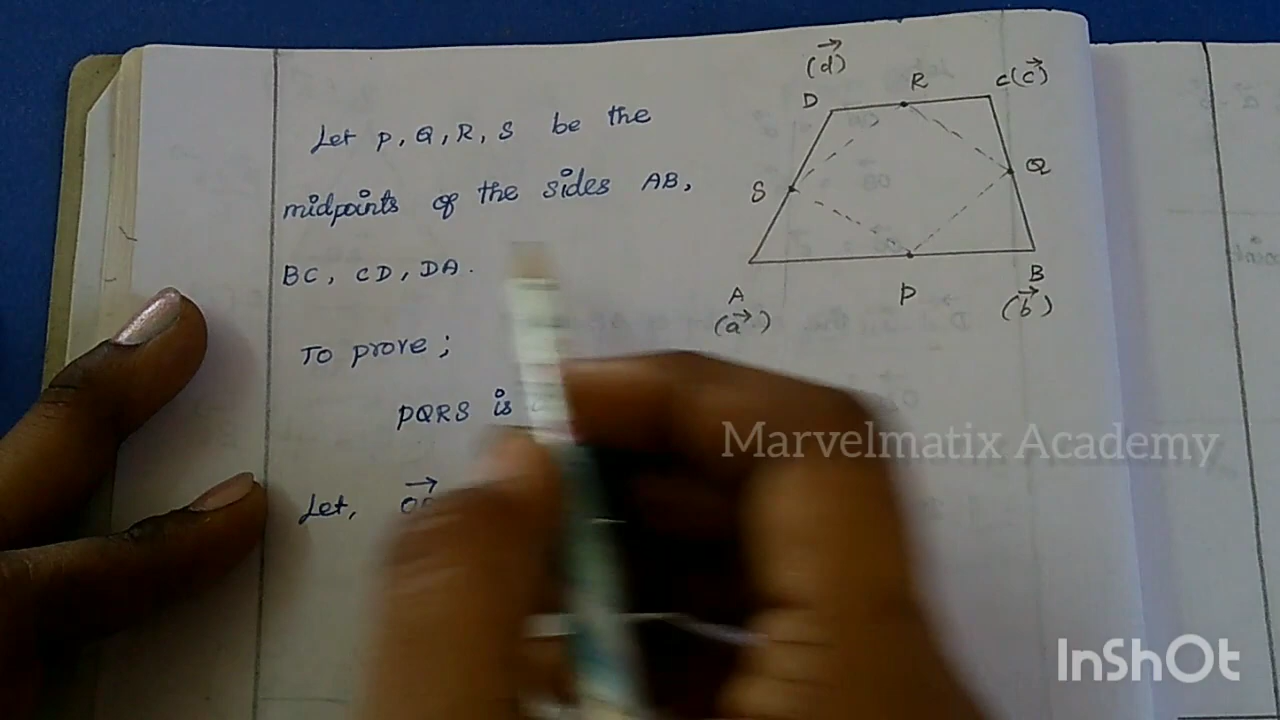 Let P, Q, R, S be the
midpoints of the sides AB,
BC, CD, DA.
To prove;
PQRS is
Let,
(d→)
D
R
C(c→)
S
Q
A
(a→)
P
B
(b→)
Marvelmatix Academy
InShOt